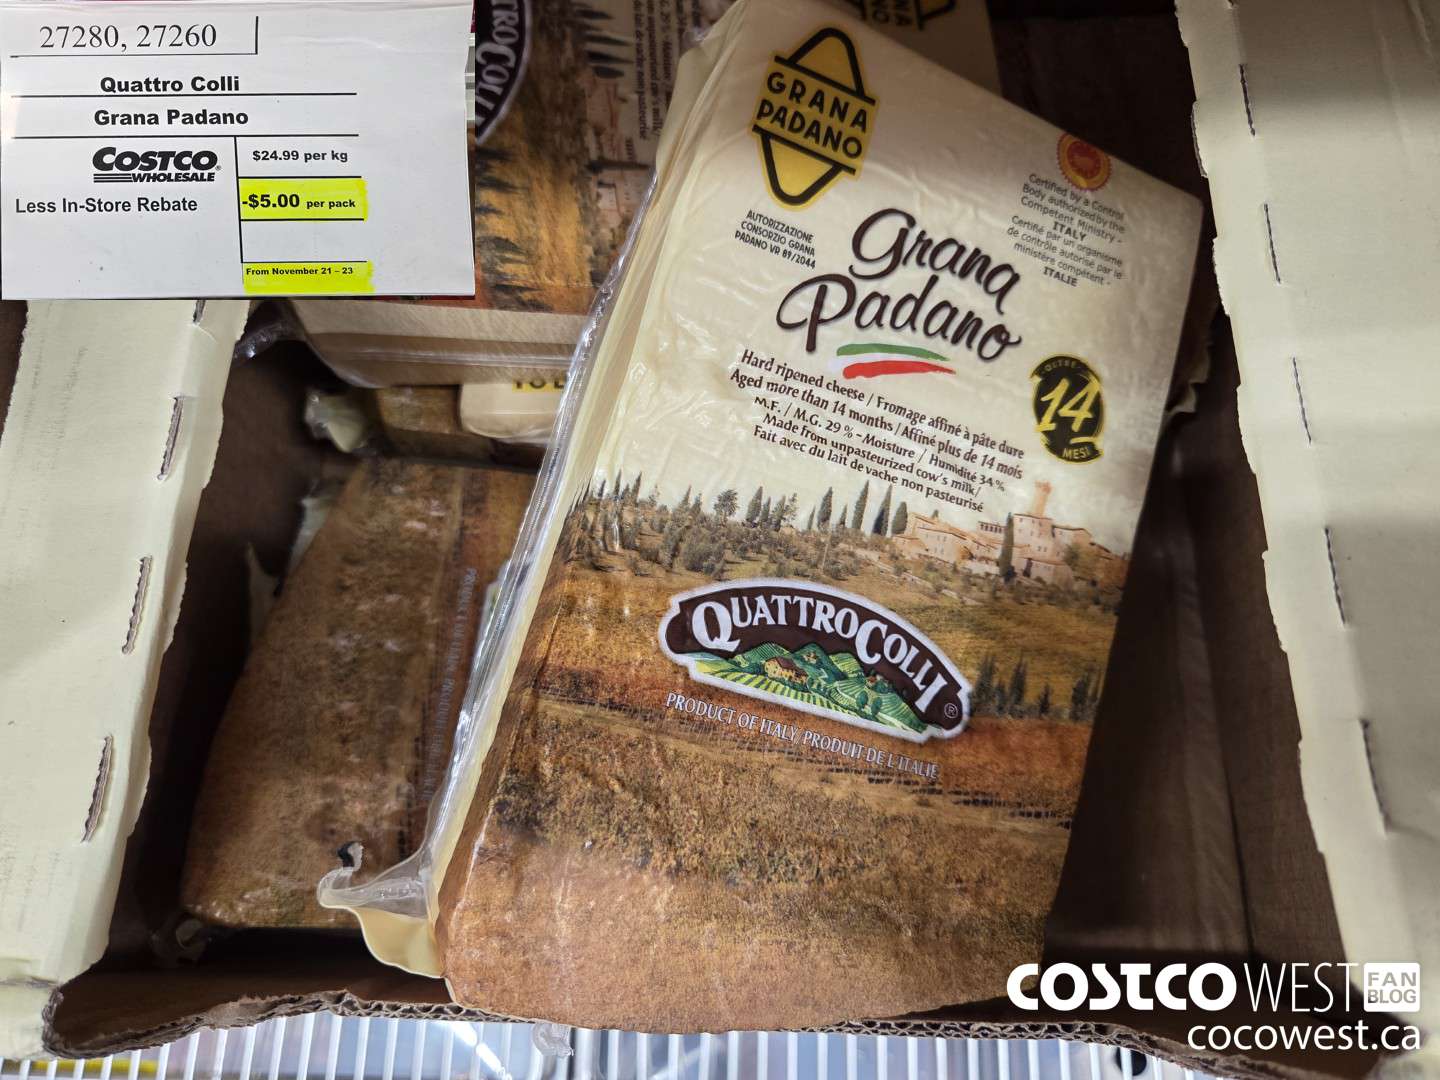 27280, 27260
Quattro Colli
Grana Padano
COSTCO
WHOLESALE
$24.99 per kg
Less In-Store Rebate
-$5.00 per pack
From November 21 – 23
GRANA
PADANO
AUTORIZZAZIONE
CONSORZIO GRANA
PADANO VR 89/2044
Certified by a Control
Body authorized by the
Competent Ministry -
ITALY
Certifié par un organisme
de contrôle autorisé par le
ministère compétent -
ITALIE
Grana
Padano
Hard ripened cheese / Fromage affiné à pâte dure
Aged more than 14 months / Affiné plus de 14 mois
M.F. / M.G. 29 % - Moisture / Humidité 34 %
Made from unpasteurized cow's milk/
Fait avec du lait de vache non pasteurisé
OLTRE
14
MESI
QUATTRO COLLI®
PRODUCT OF ITALY/PRODUIT DE L'ITALIE
COSTCO WEST FAN
BLOG
cocowest.ca